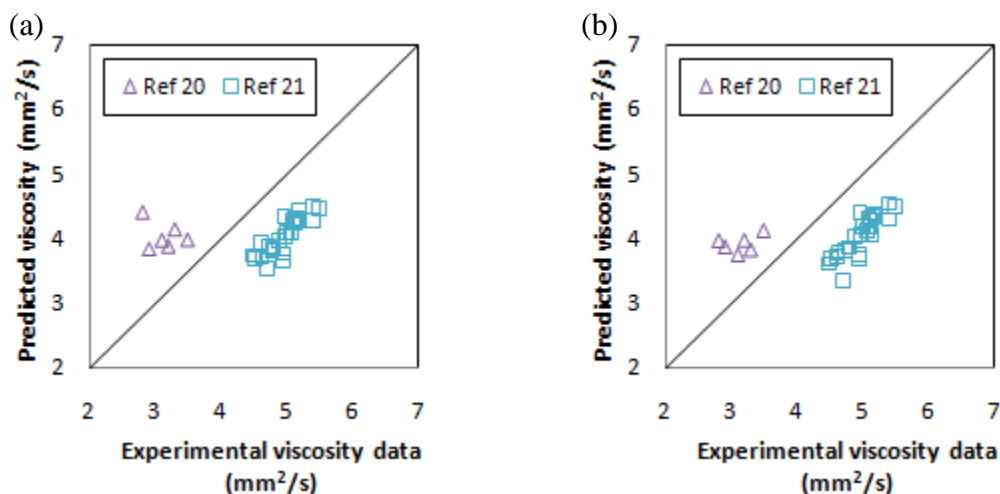 (a)
Predicted viscosity (mm²/s)
7
6
5
4
3
2
Ref 20 Ref 21
2 3 4 5 6 7
Experimental viscosity data
(mm²/s)
(b)
Predicted viscosity (mm²/s)
7
6
5
4
3
2
Ref 20 Ref 21
2 3 4 5 6 7
Experimental viscosity data
(mm²/s)